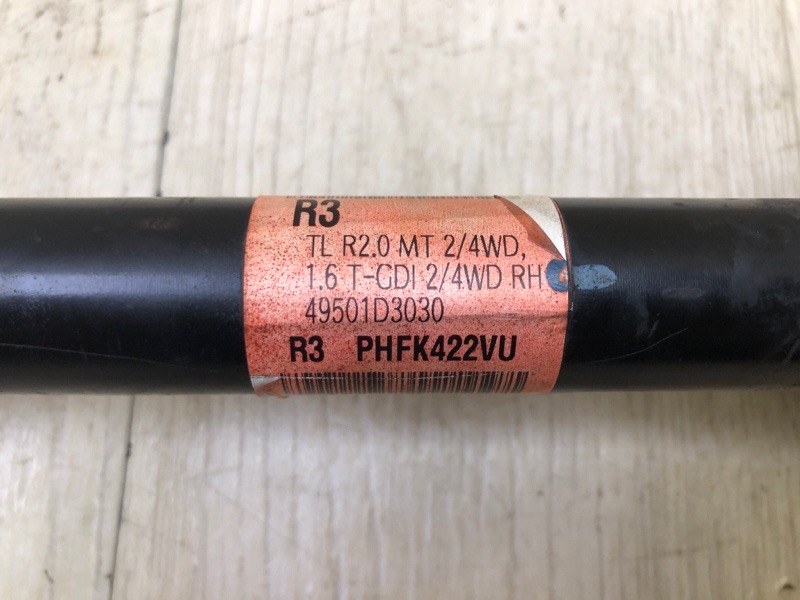 R3
TL R2.0 MT 2/4WD,
1.6 T-GDI 2/4WD RH
49501D3030
R3 PHFK422VU